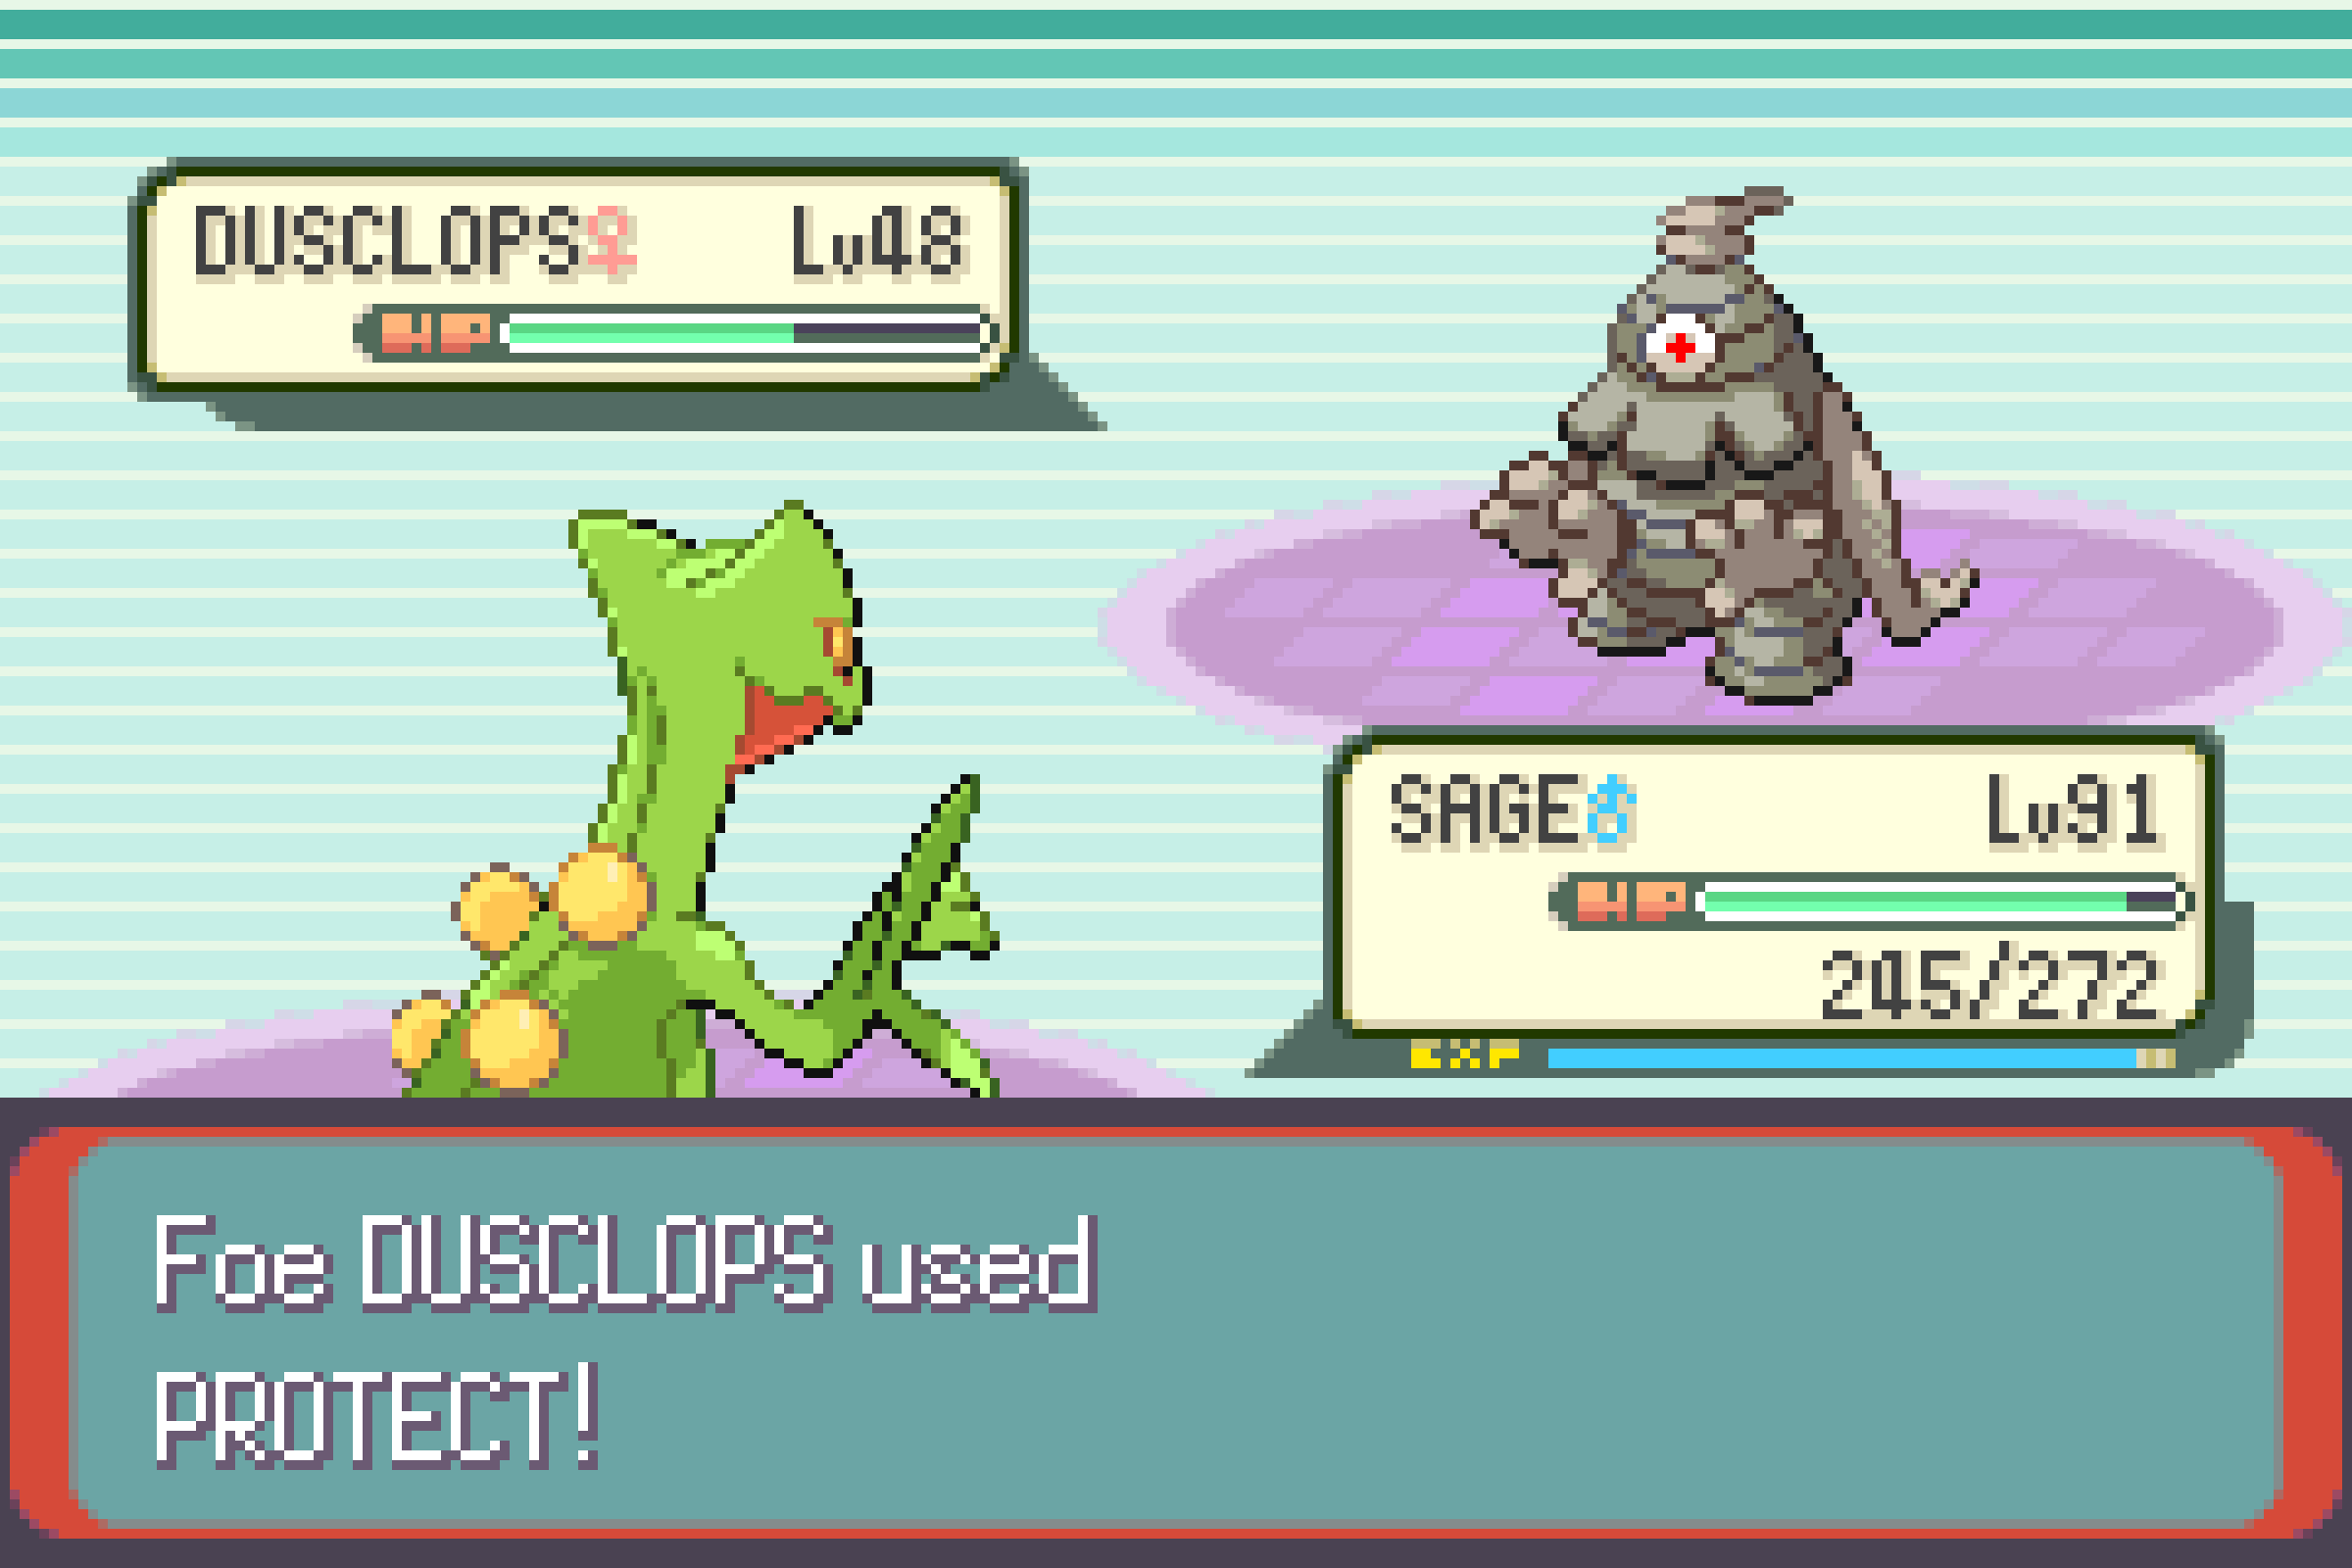 DUSCLOPS♀ Lv48
HP
SAGE♂ Lv91
HP
245/272
EXP
Foe DUSCLOPS used
PROTECT!